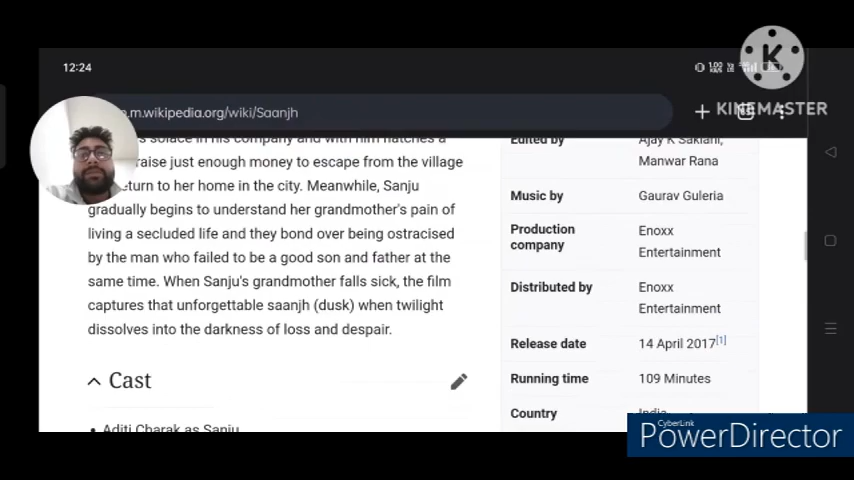 12:24
KINEMASTER
.m.wikipedia.org/wiki/Saanjh
solace in his company and with him hatches a
raise just enough money to escape from the village
eturn to her home in the city. Meanwhile, Sanju
gradually begins to understand her grandmother's pain of
living a secluded life and they bond over being ostracised
by the man who failed to be a good son and father at the
same time. When Sanju's grandmother falls sick, the film
captures that unforgettable saanjh (dusk) when twilight
dissolves into the darkness of loss and despair.
Cast
Aditi Charak as Sanju
Edited by Ajay K Saklani,
Manwar Rana
Music by Gaurav Guleria
Production Enoxx
company Entertainment
Distributed by Enoxx
Entertainment
Release date 14 April 2017[1]
Running time 109 Minutes
Country India
CyberLink
PowerDirector